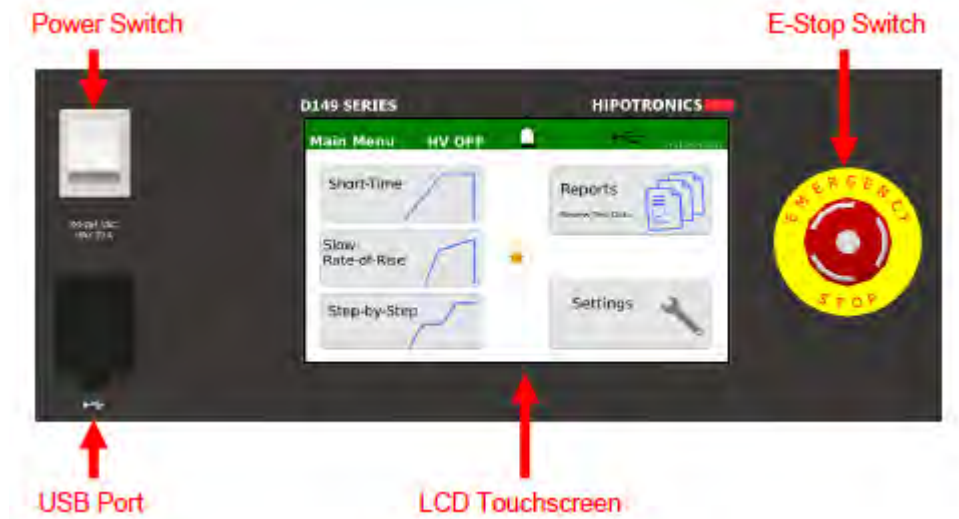 Power Switch
E-Stop Switch
D149 SERIES
HIPOTRONICS
Main Menu HV OFF
Short-Time
Reports
Slow
Rate-of-Rise
Step-by-Step
Settings
EMERGENCY
STOP
USB Port
LCD Touchscreen